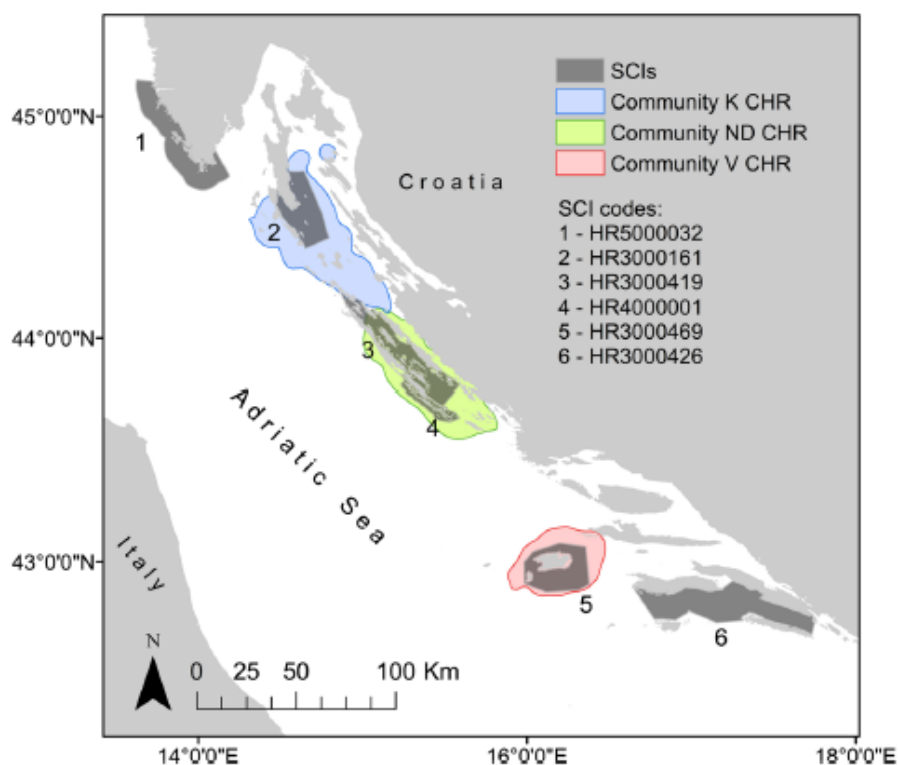 SCIs
Community K CHR
Community ND CHR
Community V CHR
SCI codes:
1 - HR5000032
2 - HR3000161
3 - HR3000419
4 - HR4000001
5 - HR3000469
6 - HR3000426
45°0'0"N
44°0'0"N
43°0'0"N
1
Croatia
2
3
4
Adriatic Sea
Italy
5
6
N
0 25 50 100 Km
14°0'0"E
16°0'0"E
18°0'0"E